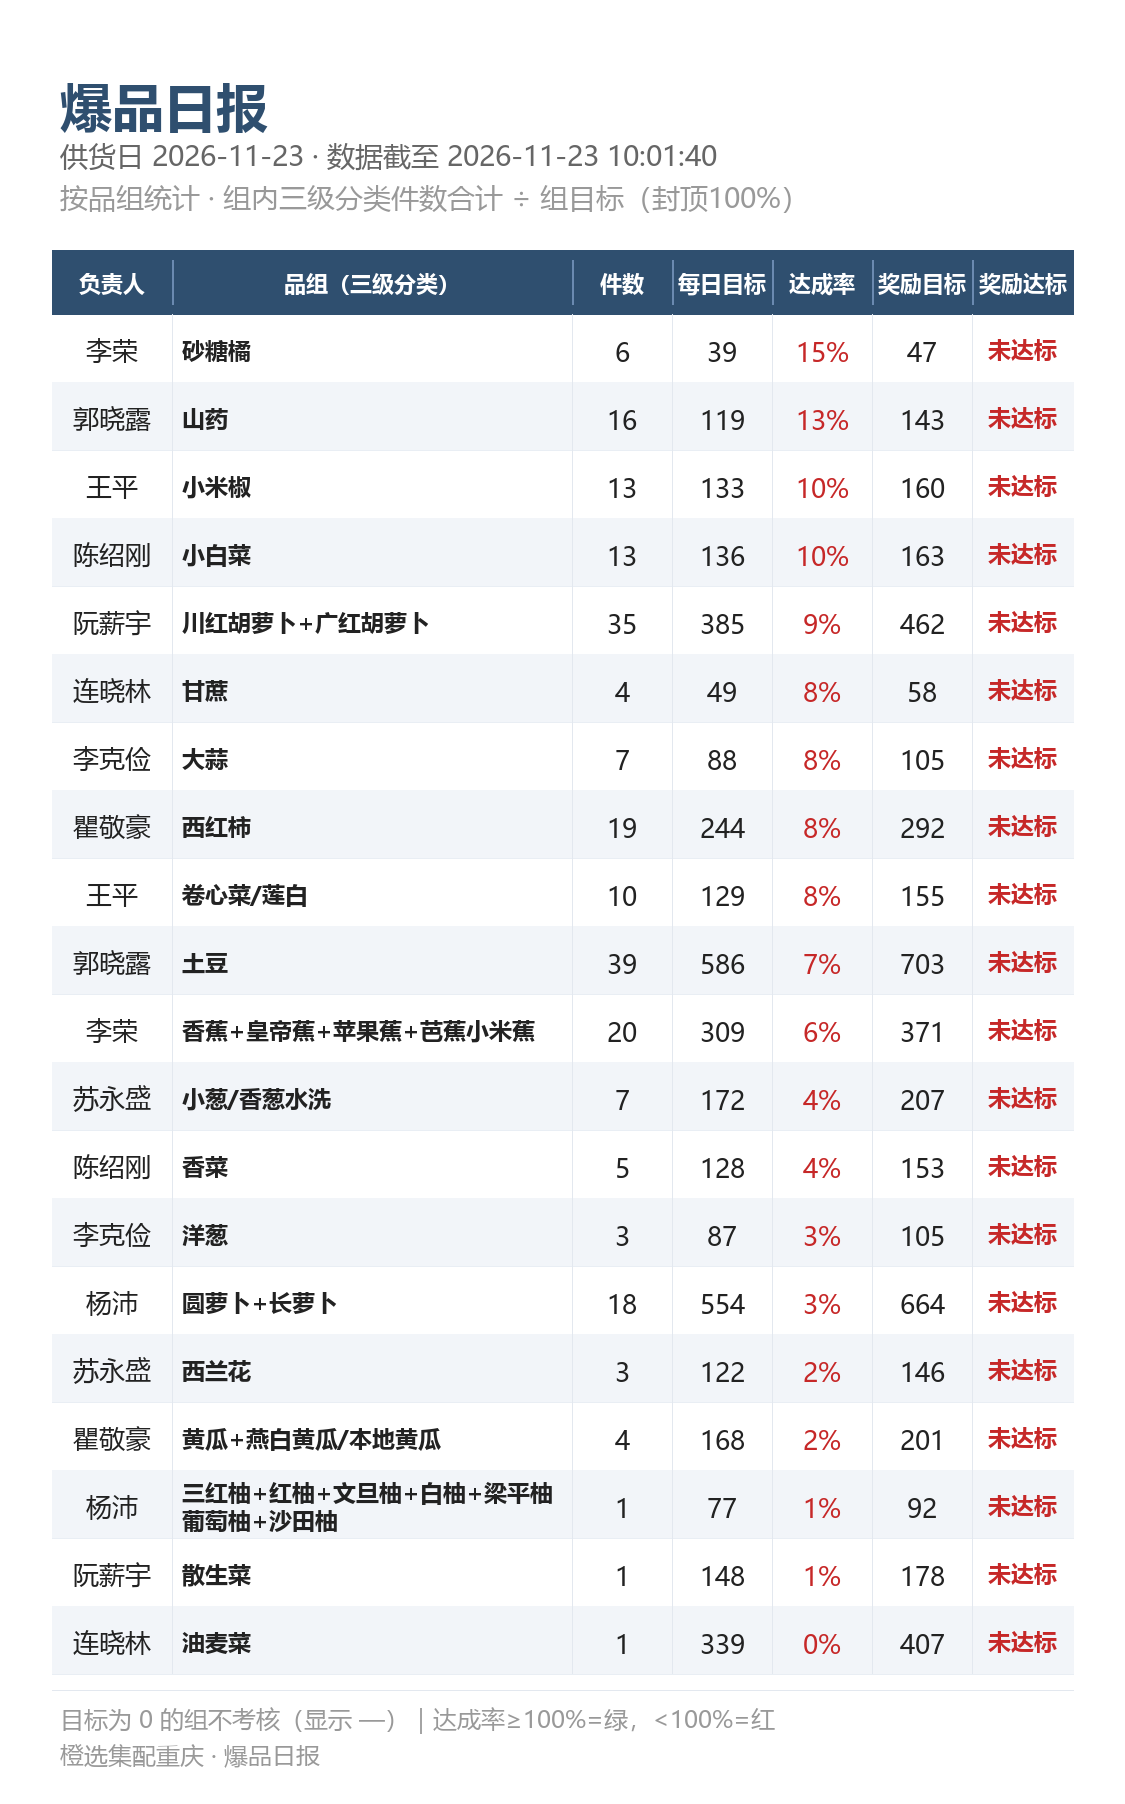 爆品日报
供货日 2026-11-23 · 数据截至 2026-11-23 10:01:40
按品组统计 · 组内三级分类件数合计 ÷ 组目标（封顶100%）
负责人 品组（三级分类） 件数 每日目标 达成率 奖励目标 奖励达标
李荣 砂糖橘 6 39 15% 47 未达标
郭晓露 山药 16 119 13% 143 未达标
王平 小米椒 13 133 10% 160 未达标
陈绍刚 小白菜 13 136 10% 163 未达标
阮薪宇 川红胡萝卜+广红胡萝卜 35 385 9% 462 未达标
连晓林 甘蔗 4 49 8% 58 未达标
李克俭 大蒜 7 88 8% 105 未达标
瞿敬豪 西红柿 19 244 8% 292 未达标
王平 卷心菜/莲白 10 129 8% 155 未达标
郭晓露 土豆 39 586 7% 703 未达标
李荣 香蕉+皇帝蕉+苹果蕉+芭蕉小米蕉 20 309 6% 371 未达标
苏永盛 小葱/香葱水洗 7 172 4% 207 未达标
陈绍刚 香菜 5 128 4% 153 未达标
李克俭 洋葱 3 87 3% 105 未达标
杨沛 圆萝卜+长萝卜 18 554 3% 664 未达标
苏永盛 西兰花 3 122 2% 146 未达标
瞿敬豪 黄瓜+燕白黄瓜/本地黄瓜 4 168 2% 201 未达标
杨沛 三红柚+红柚+文旦柚+白柚+梁平柚 1 77 1% 92 未达标
葡萄柚+沙田柚
阮薪宇 散生菜 1 148 1% 178 未达标
连晓林 油麦菜 1 339 0% 407 未达标
目标为 0 的组不考核（显示 —）｜达成率≥100%=绿，<100%=红
橙选集配重庆 · 爆品日报